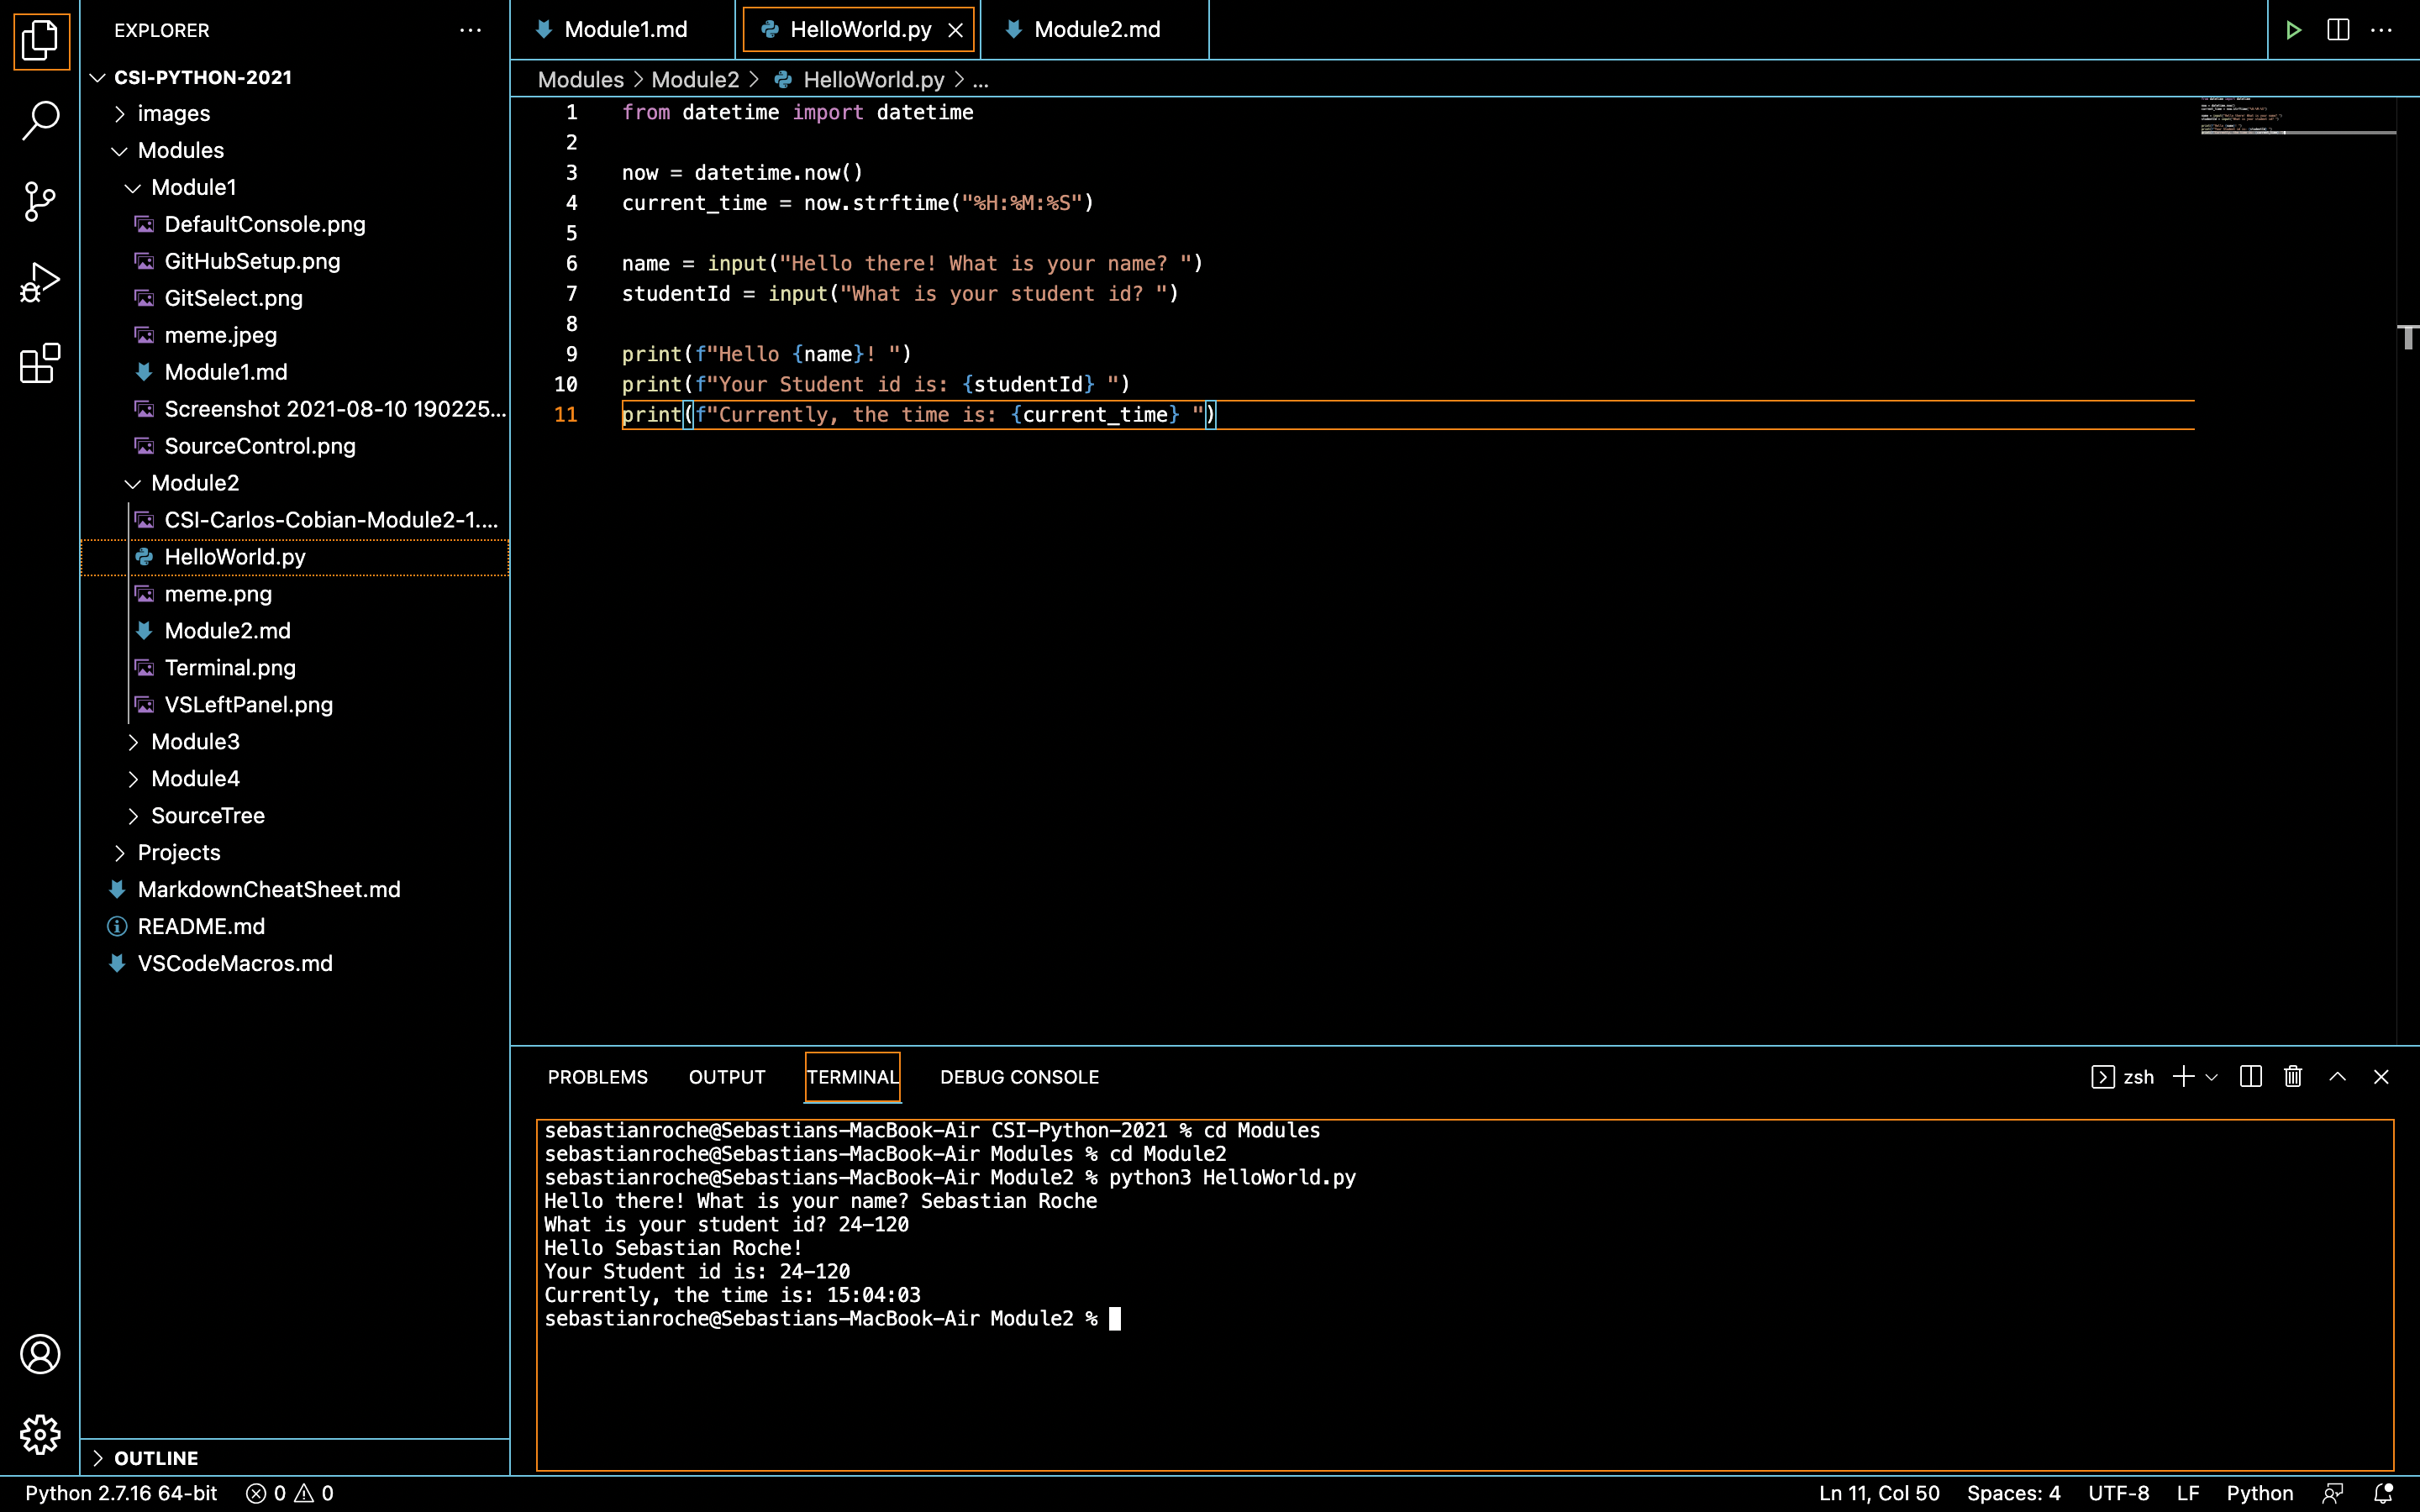 EXPLORER
CSI-PYTHON-2021
images
Modules
Module1
DefaultConsole.png
GitHubSetup.png
GitSelect.png
meme.jpeg
Module1.md
Screenshot 2021-08-10 190225...
SourceControl.png
Module2
CSI-Carlos-Cobian-Module2-1....
HelloWorld.py
meme.png
Module2.md
Terminal.png
VSLeftPanel.png
Module3
Module4
SourceTree
Projects
MarkdownCheatSheet.md
README.md
VSCodeMacros.md
OUTLINE
Module1.md HelloWorld.py Module2.md
Modules > Module2 > HelloWorld.py > ...
1 from datetime import datetime
2
3 now = datetime.now()
4 current_time = now.strftime("%H:%M:%S")
5
6 name = input("Hello there! What is your name? ")
7 studentId = input("What is your student id? ")
8
9 print(f"Hello {name}! ")
10 print(f"Your Student id is: {studentId} ")
11 print(f"Currently, the time is: {current_time} ")
PROBLEMS OUTPUT TERMINAL DEBUG CONSOLE zsh
sebastianroche@Sebastians-MacBook-Air CSI-Python-2021 % cd Modules
sebastianroche@Sebastians-MacBook-Air Modules % cd Module2
sebastianroche@Sebastians-MacBook-Air Module2 % python3 HelloWorld.py
Hello there! What is your name? Sebastian Roche
What is your student id? 24-120
Hello Sebastian Roche!
Your Student id is: 24-120
Currently, the time is: 15:04:03
sebastianroche@Sebastians-MacBook-Air Module2 %
Python 2.7.16 64-bit 0 0 Ln 11, Col 50 Spaces: 4 UTF-8 LF Python